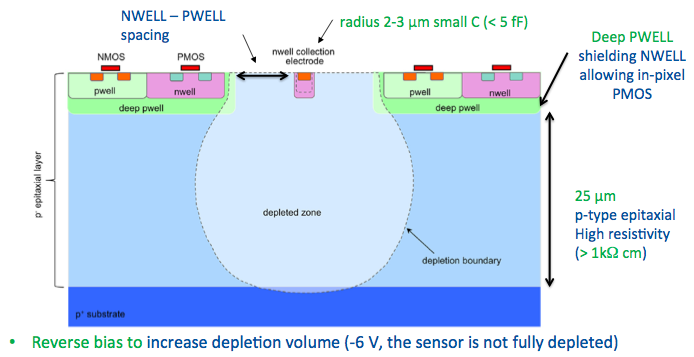 NWELL – PWELL
spacing
radius 2-3 µm small C (< 5 fF)
nwell collection
electrode
Deep PWELL
shielding NWELL
allowing in-pixel
PMOS
NMOS
PMOS
pwell
nwell
deep pwell
pwell
nwell
deep pwell
p⁻ epitaxial layer
depleted zone
depletion boundary
25 µm
p-type epitaxial
High resistivity
(> 1kΩ cm)
p⁺ substrate
• Reverse bias to increase depletion volume (-6 V, the sensor is not fully depleted)